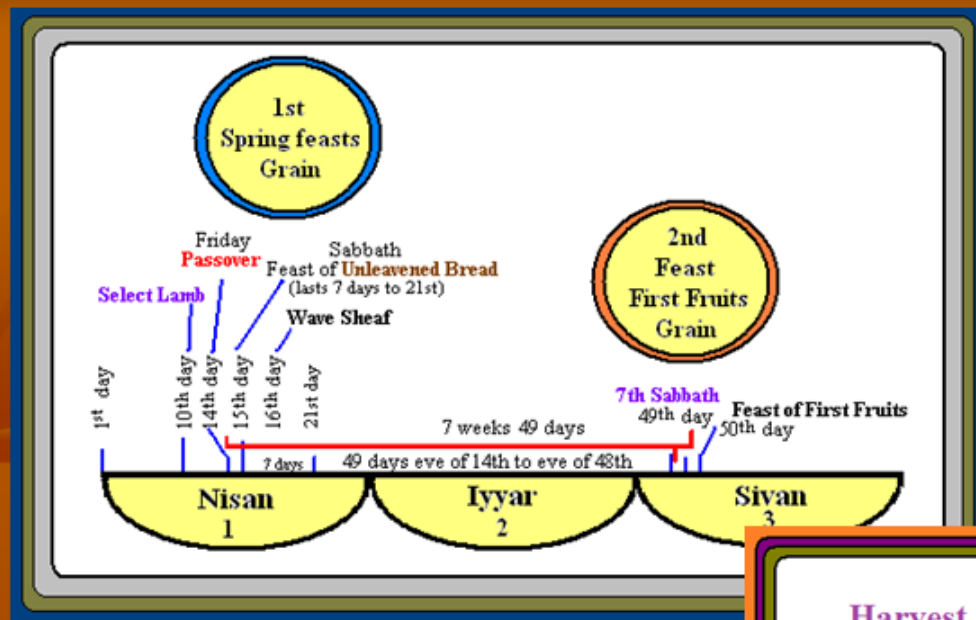 1st
Spring feasts
Grain
2nd
Feast
First Fruits
Grain
Friday
Passover
Sabbath
Feast of Unleavened Bread
(lasts 7 days to 21st)
Select Lamb
Wave Sheaf
1st day
10th day
14th day
15th day
16th day
21st day
7th Sabbath
49th day
Feast of First Fruits
50th day
7 weeks 49 days
7 days
49 days eve of 14th to eve of 48th
Nisan
1
Iyyar
2
Sivan
3
Harvest